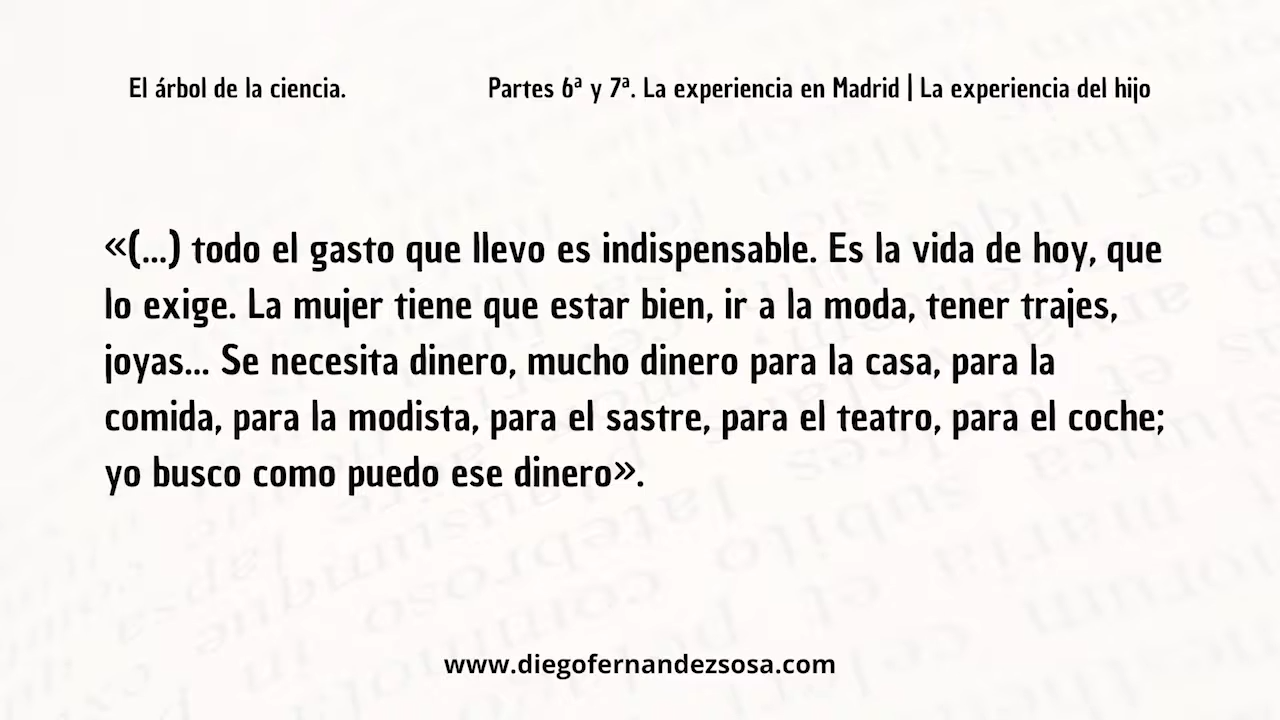 El árbol de la ciencia.
Partes 6ª y 7ª. La experiencia en Madrid | La experiencia del hijo
«(...) todo el gasto que llevo es indispensable. Es la vida de hoy, que
lo exige. La mujer tiene que estar bien, ir a la moda, tener trajes,
joyas... Se necesita dinero, mucho dinero para la casa, para la
comida, para la modista, para el sastre, para el teatro, para el coche;
yo busco como puedo ese dinero».
www.diegofernandezsosa.com